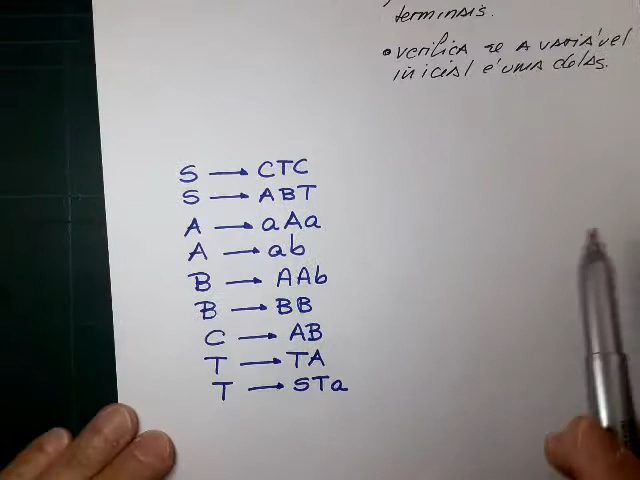 terminais.
• verifica se a variável
inicial é uma delas.
S → CTC
S → ABT
A → aAa
A → ab
B → AAb
B → BB
C → AB
T → TA
T → STa